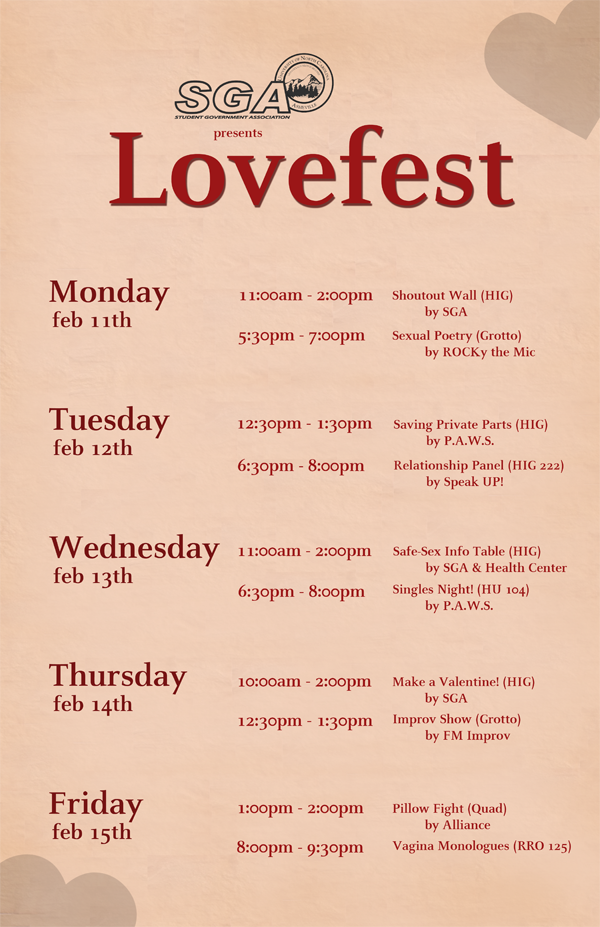 UNIVERSITY OF NORTH CAROLINA
ASHEVILLE
SGA
STUDENT GOVERNMENT ASSOCIATION
presents
Lovefest
Monday
feb 11th
11:00am - 2:00pm Shoutout Wall (HIG)
by SGA
5:30pm - 7:00pm Sexual Poetry (Grotto)
by ROCKy the Mic
Tuesday
feb 12th
12:30pm - 1:30pm Saving Private Parts (HIG)
by P.A.W.S.
6:30pm - 8:00pm Relationship Panel (HIG 222)
by Speak UP!
Wednesday
feb 13th
11:00am - 2:00pm Safe-Sex Info Table (HIG)
by SGA & Health Center
6:30pm - 8:00pm Singles Night! (HU 104)
by P.A.W.S.
Thursday
feb 14th
10:00am - 2:00pm Make a Valentine! (HIG)
by SGA
12:30pm - 1:30pm Improv Show (Grotto)
by FM Improv
Friday
feb 15th
1:00pm - 2:00pm Pillow Fight (Quad)
by Alliance
8:00pm - 9:30pm Vagina Monologues (RRO 125)